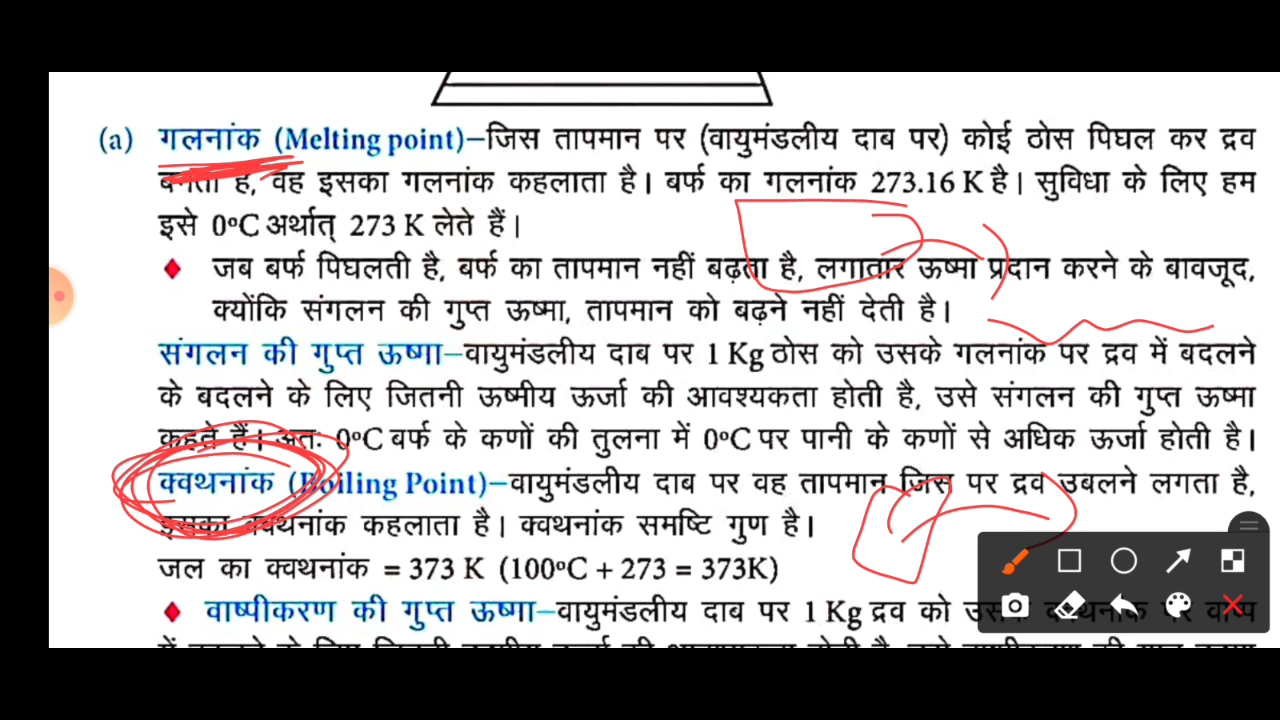 (a) गलनांक (Melting point)–जिस तापमान पर (वायुमंडलीय दाब पर) कोई ठोस पिघल कर द्रव
बनता है, वह इसका गलनांक कहलाता है। बर्फ का गलनांक 273.16 K है। सुविधा के लिए हम
इसे 0°C अर्थात् 273 K लेते हैं।
♦ जब बर्फ पिघलती है, बर्फ का तापमान नहीं बढ़ता है, लगातार ऊष्मा प्रदान करने के बावजूद,
क्योंकि संगलन की गुप्त ऊष्मा, तापमान को बढ़ने नहीं देती है।
संगलन की गुप्त ऊष्मा–वायुमंडलीय दाब पर 1 Kg ठोस को उसके गलनांक पर द्रव में बदलने
के बदलने के लिए जितनी ऊष्मीय ऊर्जा की आवश्यकता होती है, उसे संगलन की गुप्त ऊष्मा
कहते हैं। अतः 0°C बर्फ के कणों की तुलना में 0°C पर पानी के कणों से अधिक ऊर्जा होती है।
क्वथनांक (Boiling Point)–वायुमंडलीय दाब पर वह तापमान जिस पर द्रव उबलने लगता है,
इसका क्वथनांक कहलाता है। क्वथनांक समष्टि गुण है।
जल का क्वथनांक = 373 K (100°C + 273 = 373K)
♦ वाष्पीकरण की गुप्त ऊष्मा–वायुमंडलीय दाब पर 1 Kg द्रव को